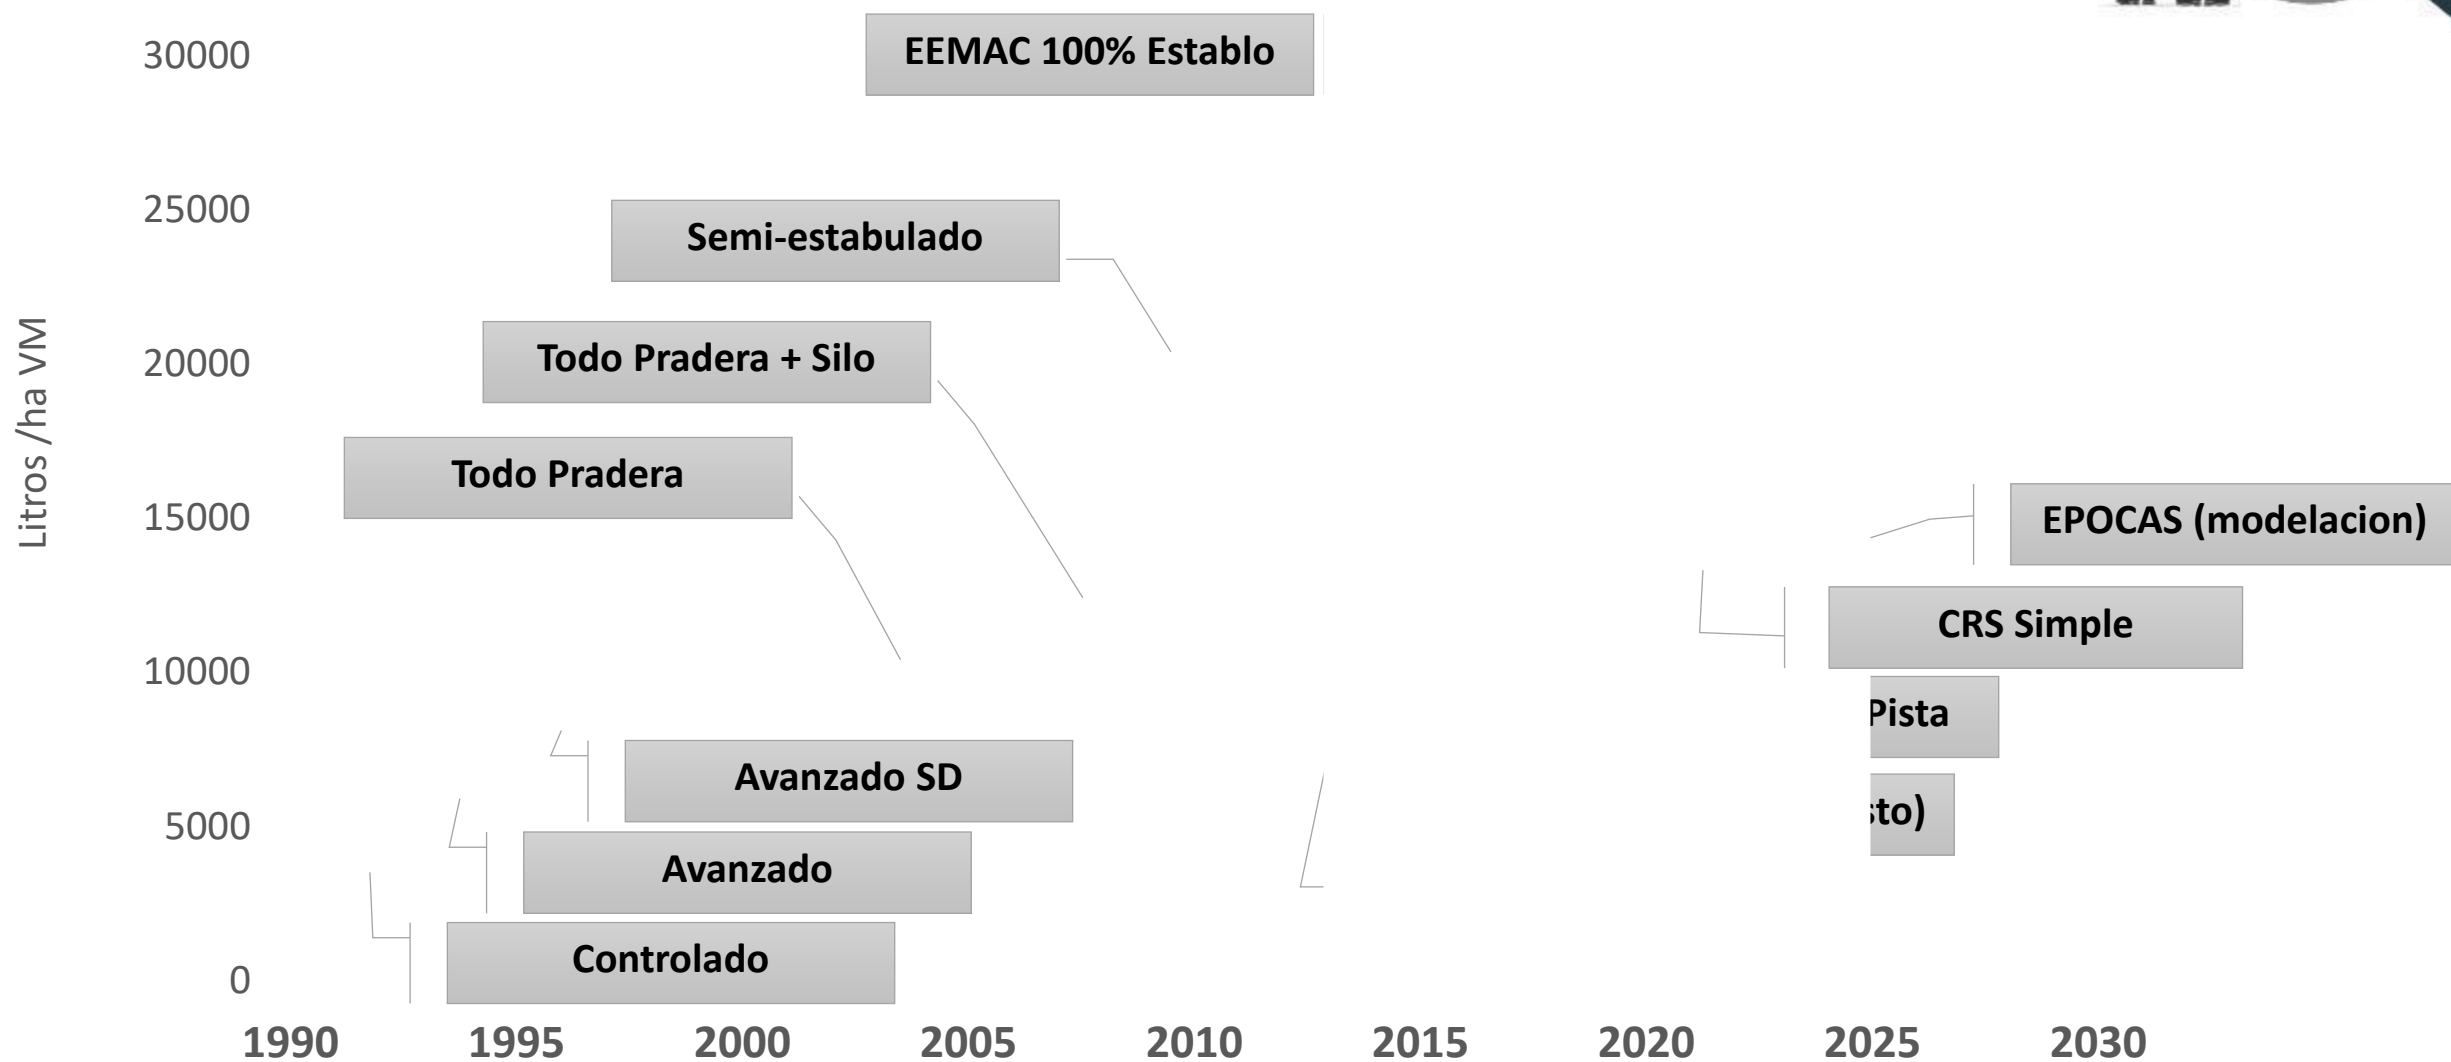 Litros /ha VM
30000
25000
20000
15000
10000
5000
0
EEMAC 100% Establo
Semi-estabulado
Todo Pradera + Silo
Todo Pradera
EPOCAS (modelacion)
CRS Simple
Pista
sto)
Avanzado SD
Avanzado
Controlado
1990 1995 2000 2005 2010 2015 2020 2025 2030